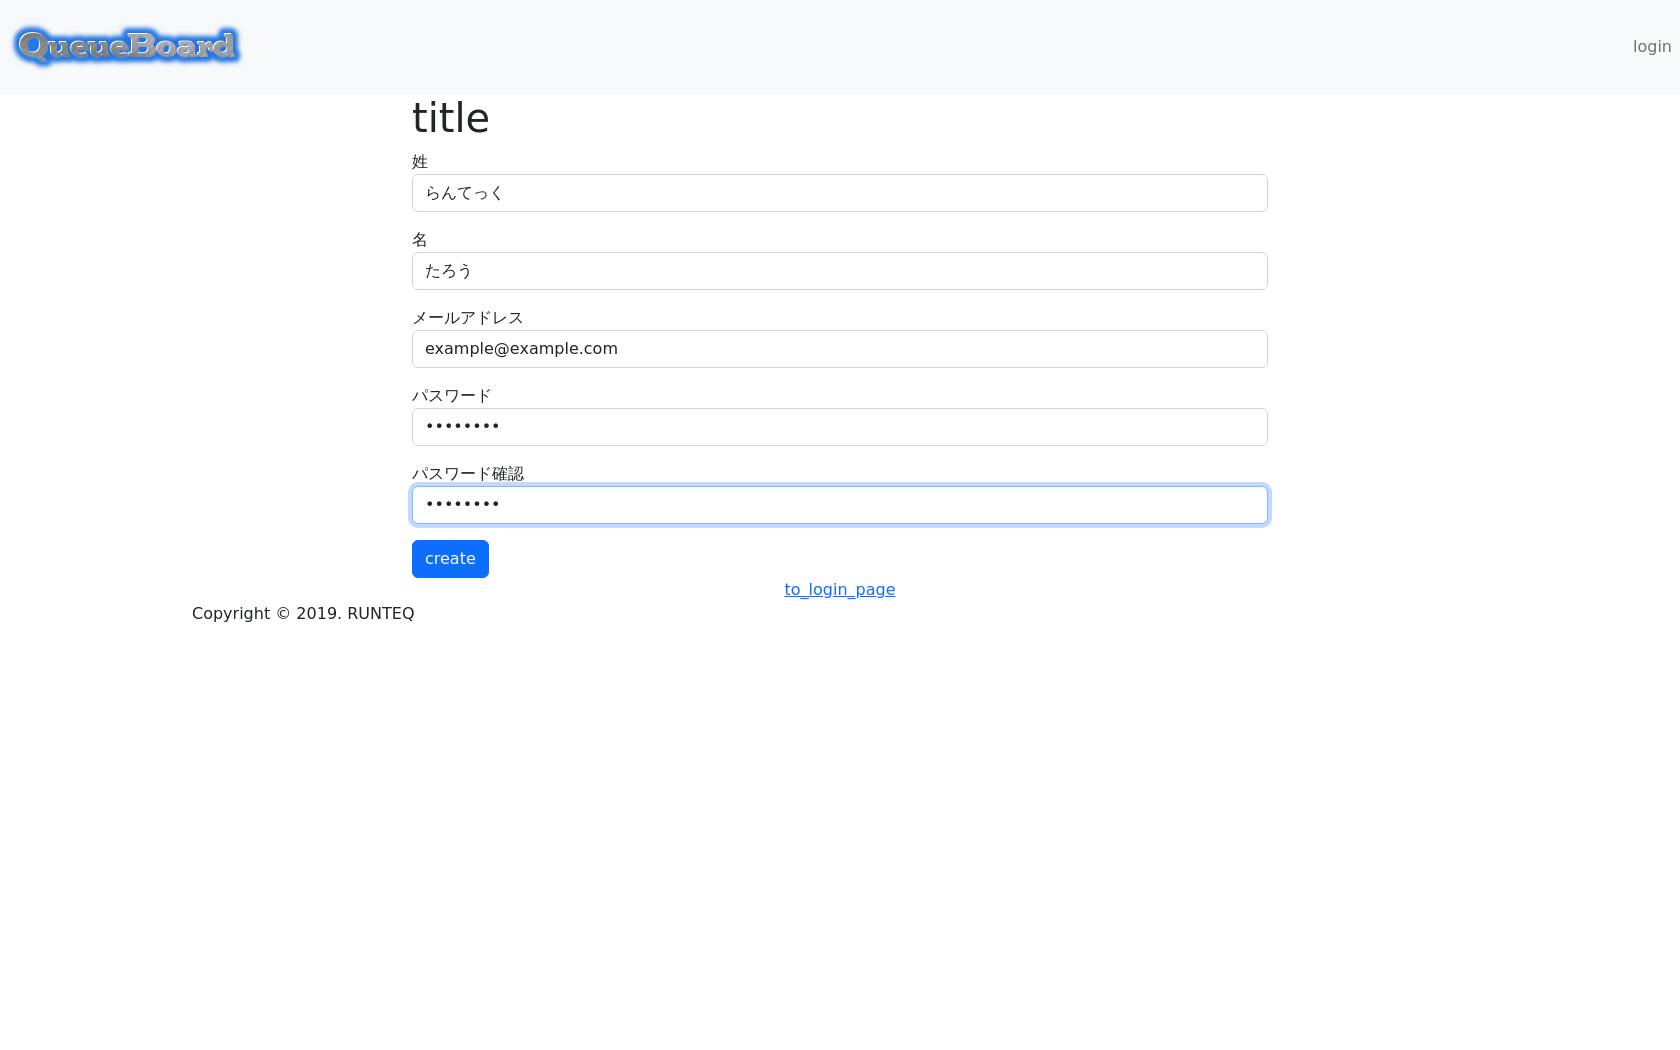 QueueBoard
login
title
姓
らんてっく
名
たろう
メールアドレス
example@example.com
パスワード
••••••••
パスワード確認
••••••••
create
to_login_page
Copyright © 2019. RUNTEQ